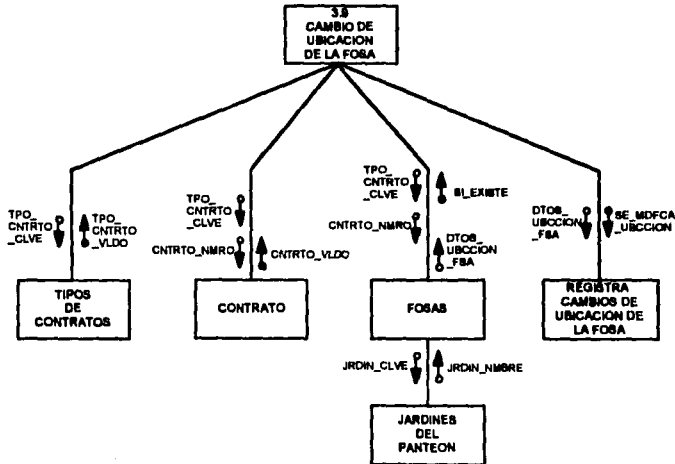 3.9
CAMBIO DE
UBICACION
DE LA FOSA
TPO_
CNTRTO
_CLVE
TPO_
CNTRTO
_VLDO
TPO_
CNTRTO
_CLVE
CNTRTO_NMRO
CNTRTO_VLDO
TPO_
CNTRTO
_CLVE
SI_EXISTE
CNTRTO_NMRO
DTOS_
UBCCION
_FSA
DTOS_
UBCCION
_FSA
SE_MDFCA
_UBCCION
TIPOS
DE
CONTRATOS
CONTRATO
FOSAS
REGISTRA
CAMBIOS DE
UBICACION DE
LA FOSA
JRDIN_CLVE
JRDIN_NMBRE
JARDINES
DEL
PANTEON